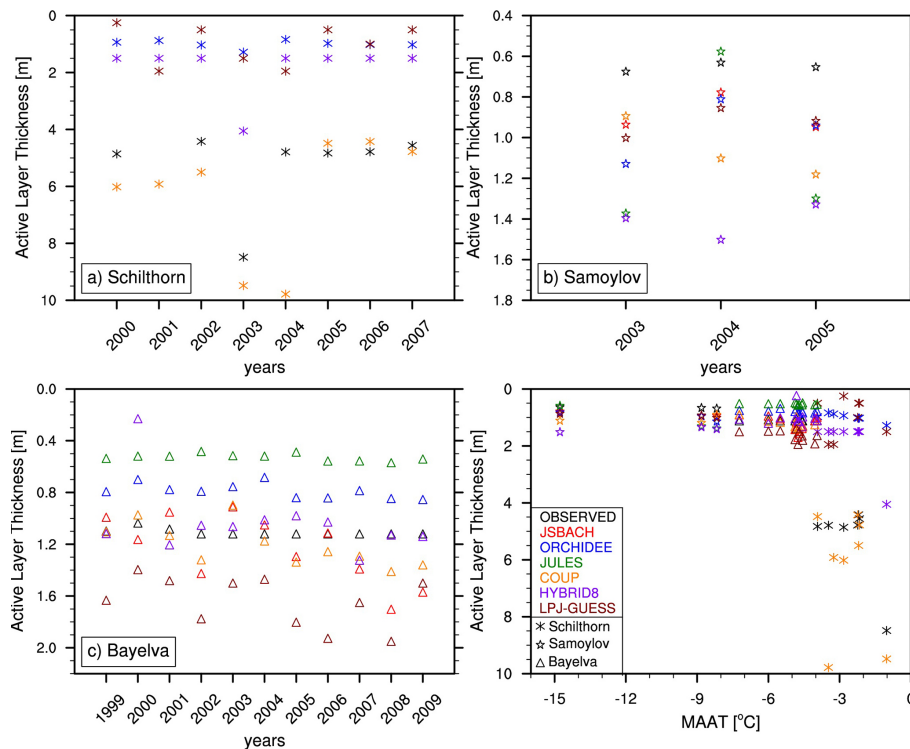 0
2
4
6
8
10
Active Layer Thickness [m]
a) Schilthorn
2000
2001
2002
2003
2004
2005
2006
2007
years
0.4
0.6
0.8
1.0
1.2
1.4
1.6
1.8
Active Layer Thickness [m]
b) Samoylov
2003
2004
2005
years
0.0
0.4
0.8
1.2
1.6
2.0
Active Layer Thickness [m]
c) Bayelva
1999
2000
2001
2002
2003
2004
2005
2006
2007
2008
2009
years
0
2
4
6
8
10
Active Layer Thickness [m]
OBSERVED
JSBACH
ORCHIDEE
JULES
COUP
HYBRID8
LPJ-GUESS
Schilthorn
Samoylov
Bayelva
-15
-12
-9
-6
-3
0
MAAT [°C]